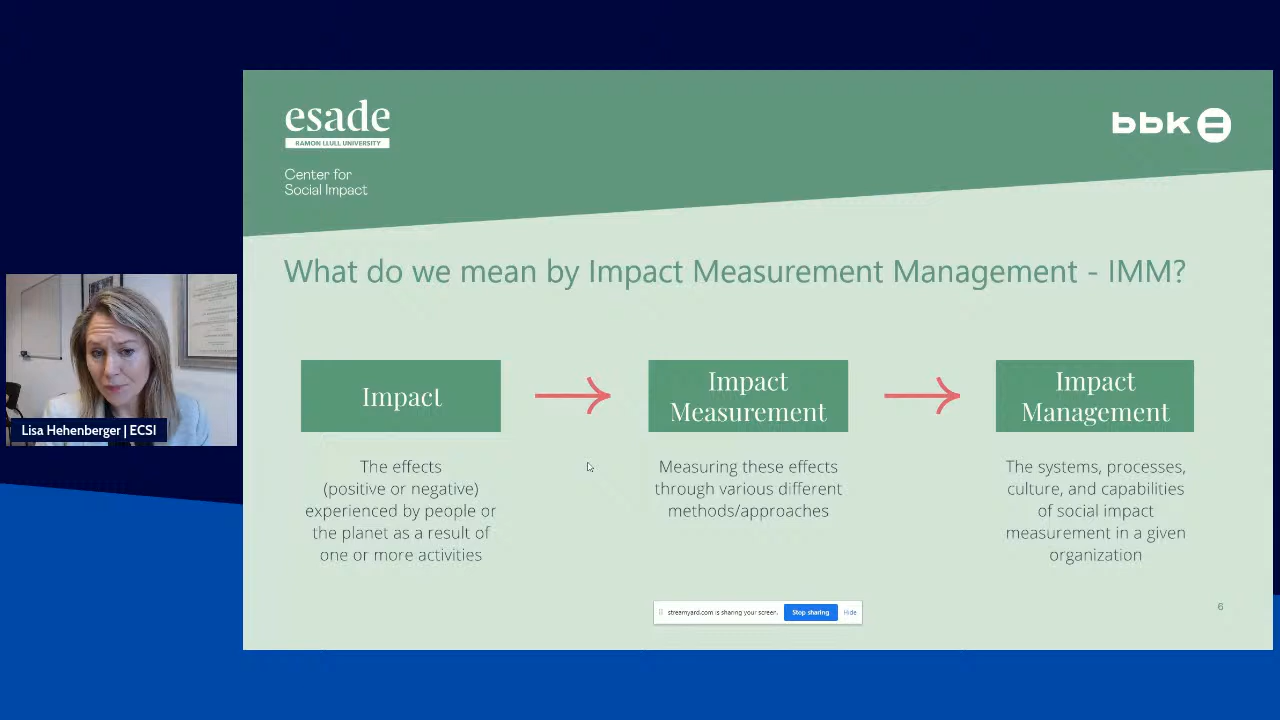 esade
RAMON LLULL UNIVERSITY
Center for
Social Impact
bbk
What do we mean by Impact Measurement Management - IMM?
Impact
The effects
(positive or negative)
experienced by people or
the planet as a result of
one or more activities
Impact
Measurement
Measuring these effects
through various different
methods/approaches
Impact
Management
The systems, processes,
culture, and capabilities
of social impact
measurement in a given
organization
Lisa Hehenberger | ECSI
streamyard.com is sharing your screen.
Stop sharing
Hide
6